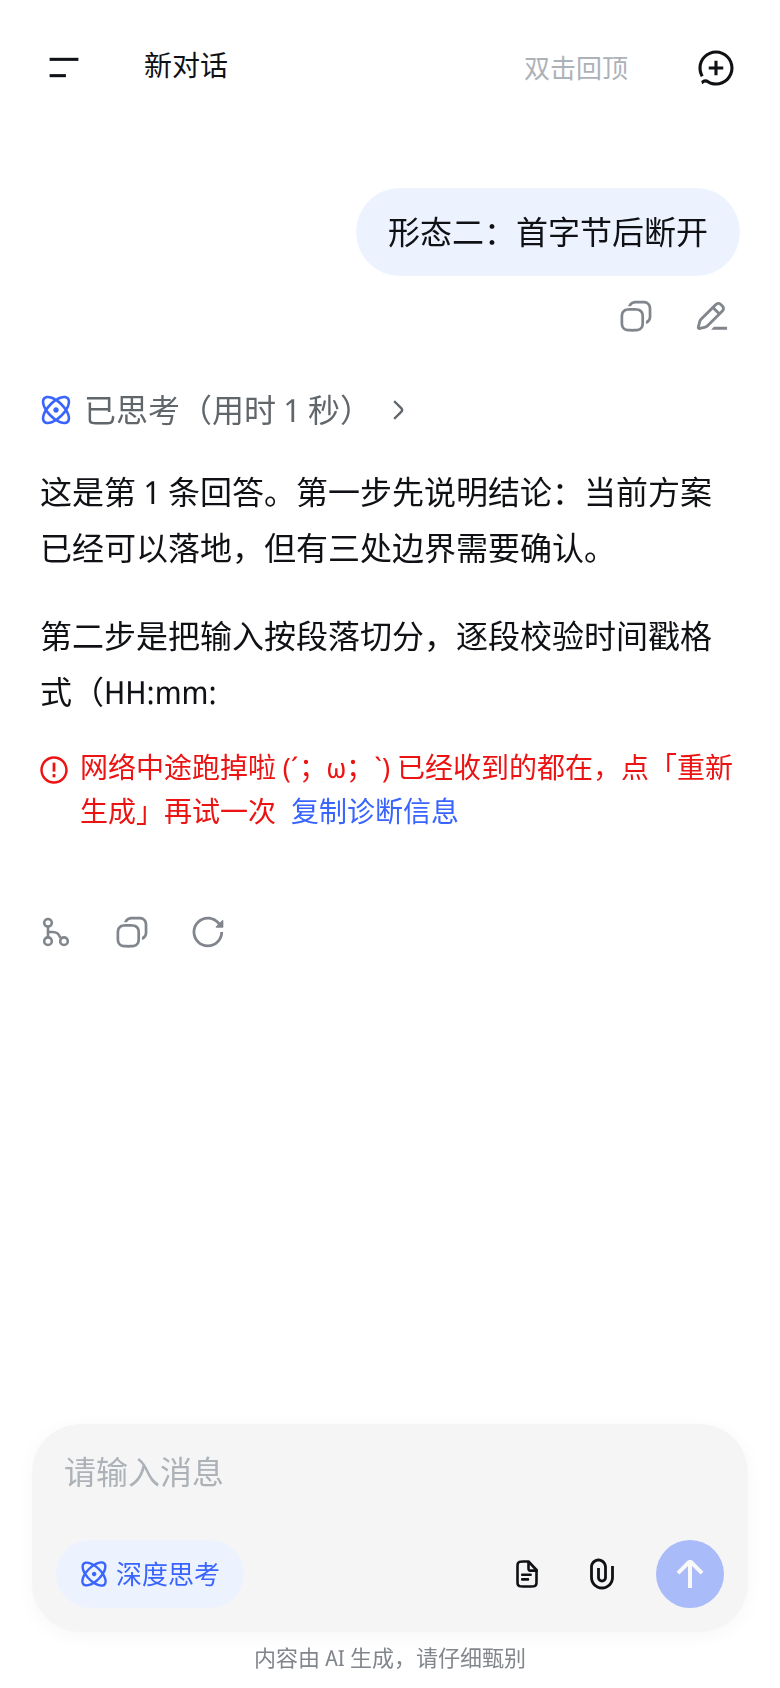 新对话
双击回顶
形态二：首字节后断开
已思考（用时 1 秒）
这是第 1 条回答。第一步先说明结论：当前方案
已经可以落地，但有三处边界需要确认。
第二步是把输入按段落切分，逐段校验时间戳格
式（HH:mm:
网络中途跑掉啦 (´；ω；`) 已经收到的都在，点「重新
生成」再试一次 复制诊断信息
请输入消息
深度思考
内容由 AI 生成，请仔细甄别